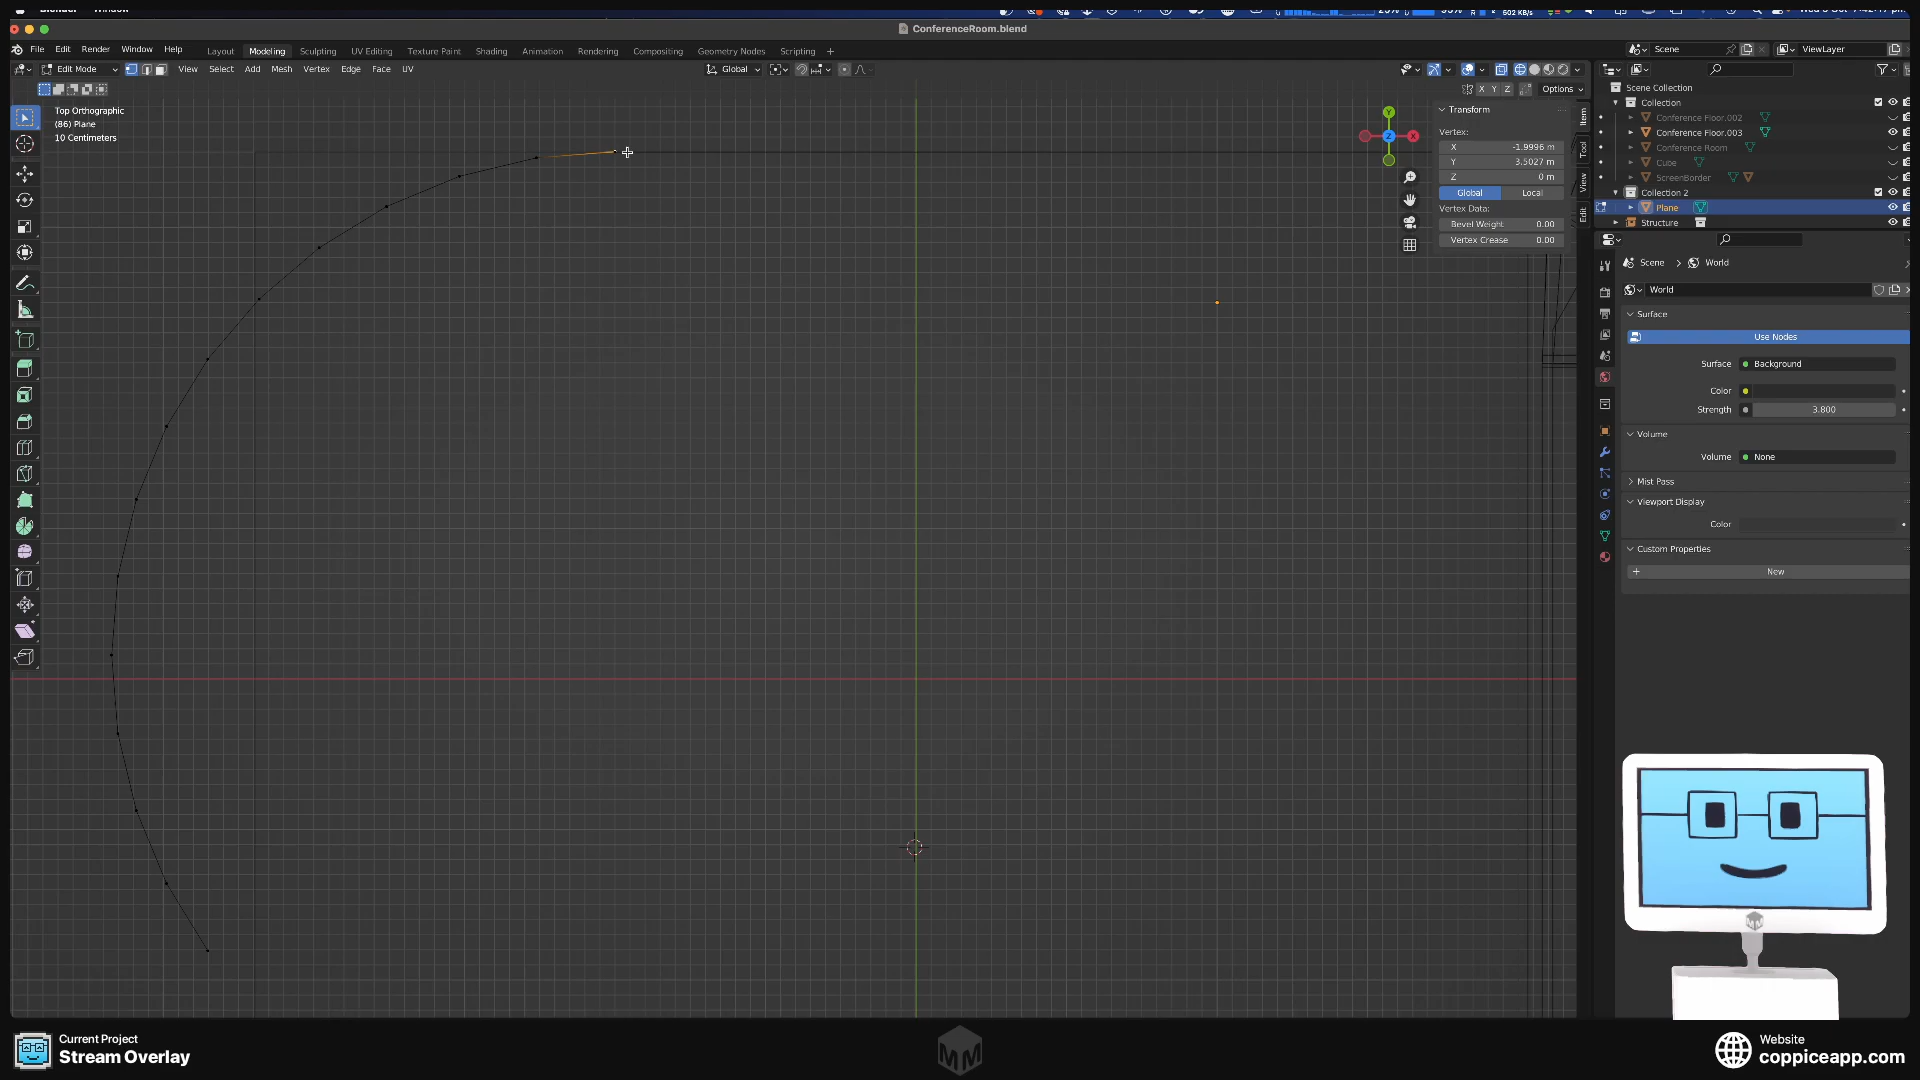 Blender Window
502 KB/s
ConferenceRoom.blend
File Edit Render Window Help
Layout Modeling Sculpting UV Editing Texture Paint Shading Animation Rendering Compositing Geometry Nodes Scripting +
Scene
ViewLayer
Edit Mode
View Select Add Mesh Vertex Edge Face UV
Global
X Y Z
Options
Top Orthographic
(86) Plane
10 Centimeters
Y
Z
X
Transform
Vertex:
X -1.9996 m
Y 3.5027 m
Z 0 m
Global Local
Vertex Data:
Bevel Weight 0.00
Vertex Crease 0.00
Item
Tool
View
Edit
Scene Collection
Collection
Conference Floor.002
Conference Floor.003
Conference Room
Cube
ScreenBorder
Collection 2
Plane
Structure
Scene > World
World
Surface
Use Nodes
Surface Background
Color
Strength 3.800
Volume
Volume None
Mist Pass
Viewport Display
Color
Custom Properties
+ New
MM
Current Project
Stream Overlay
MM
Website
coppiceapp.com